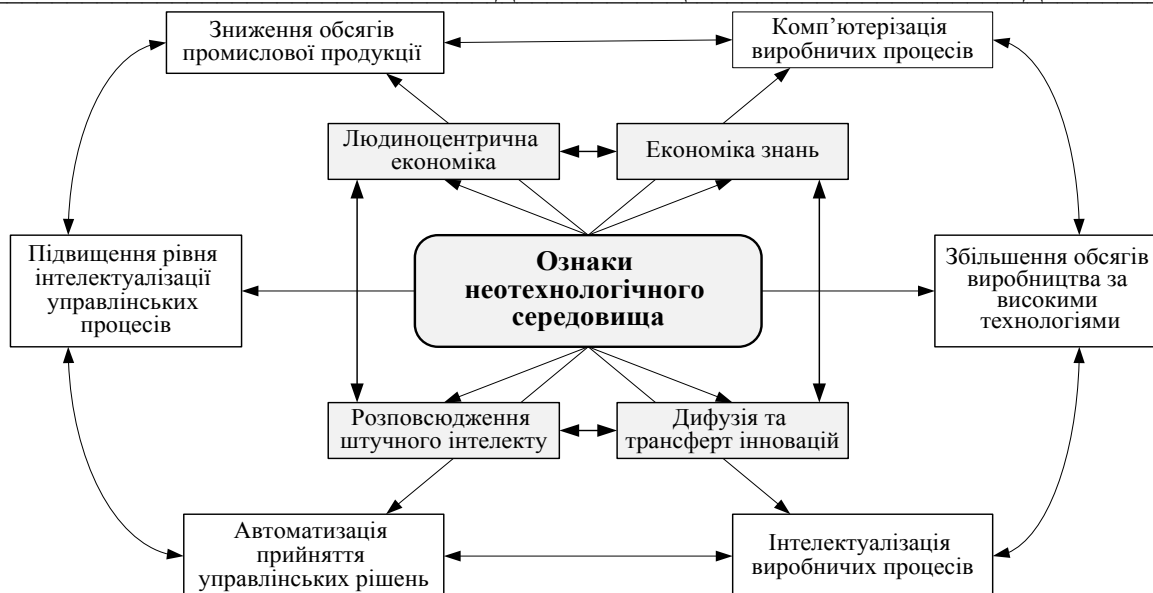 Зниження обсягів
промислової продукції
Комп’ютерізація
виробничих процесів
Людиноцентрична
економіка
Економіка знань
Підвищення рівня
інтелектуалізації
управлінських
процесів
Ознаки
неотехнологічного
середовища
Збільшення обсягів
виробництва за
високими
технологіями
Розповсюдження
штучного інтелекту
Дифузія та
трансферт інновацій
Автоматизація
прийняття
управлінських рішень
Інтелектуалізація
виробничих процесів